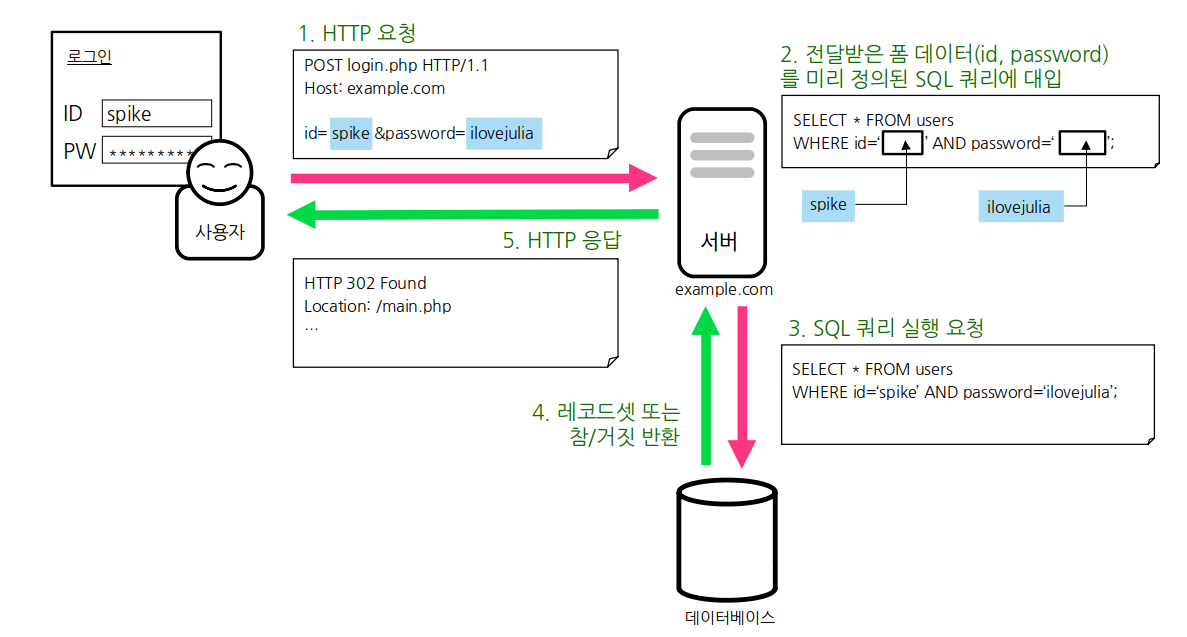 로그인
ID spike
PW *********
사용자
1. HTTP 요청
POST login.php HTTP/1.1
Host: example.com
id= spike &password= ilovejulia
2. 전달받은 폼 데이터(id, password)
를 미리 정의된 SQL 쿼리에 대입
SELECT * FROM users
WHERE id=‘ ’ AND password=‘ ’;
spike
ilovejulia
서버
example.com
5. HTTP 응답
HTTP 302 Found
Location: /main.php
...
3. SQL 쿼리 실행 요청
SELECT * FROM users
WHERE id=‘spike’ AND password=‘ilovejulia’;
4. 레코드셋 또는
참/거짓 반환
데이터베이스